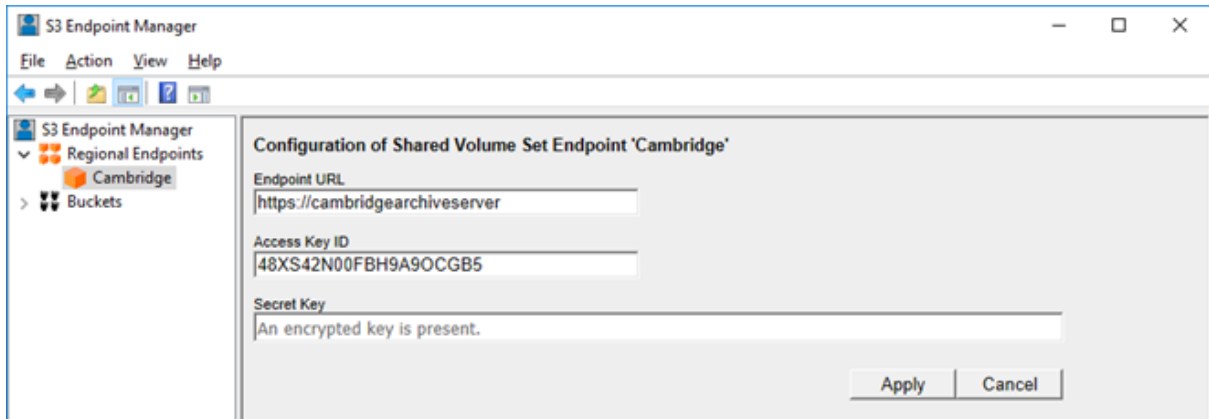 S3 Endpoint Manager
File Action View Help
S3 Endpoint Manager
Regional Endpoints
Cambridge
Buckets
Configuration of Shared Volume Set Endpoint 'Cambridge'
Endpoint URL
https://cambridgearchiveserver
Access Key ID
48XS42N00FBH9A9OCGB5
Secret Key
An encrypted key is present.
Apply Cancel